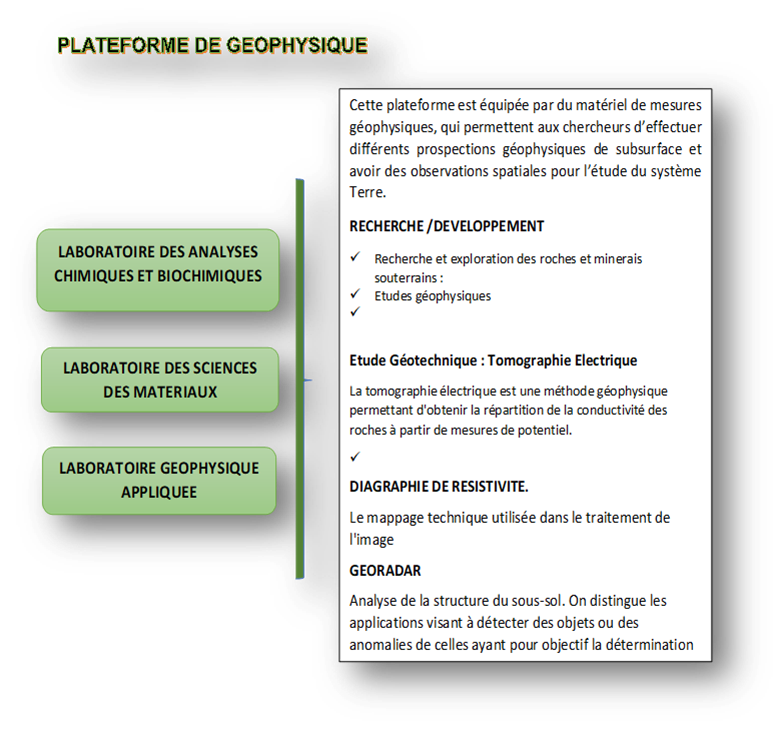 PLATEFORME DE GEOPHYSIQUE
LABORATOIRE DES ANALYSES
CHIMIQUES ET BIOCHIMIQUES
LABORATOIRE DES SCIENCES
DES MATERIAUX
LABORATOIRE GEOPHYSIQUE
APPLIQUEE
Cette plateforme est équipée par du matériel de mesures
géophysiques, qui permettent aux chercheurs d’effectuer
différents prospections géophysiques de subsurface et
avoir des observations spatiales pour l’étude du système
Terre.
RECHERCHE /DEVELOPPEMENT
✓ Recherche et exploration des roches et minerais
souterrains :
✓ Etudes géophysiques
✓
Etude Géotechnique : Tomographie Electrique
La tomographie électrique est une méthode géophysique
permettant d'obtenir la répartition de la conductivité des
roches à partir de mesures de potentiel.
✓
DIAGRAPHIE DE RESISTIVITE.
Le mappage technique utilisée dans le traitement de
l'image
GEORADAR
Analyse de la structure du sous-sol. On distingue les
applications visant à détecter des objets ou des
anomalies de celles ayant pour objectif la détermination